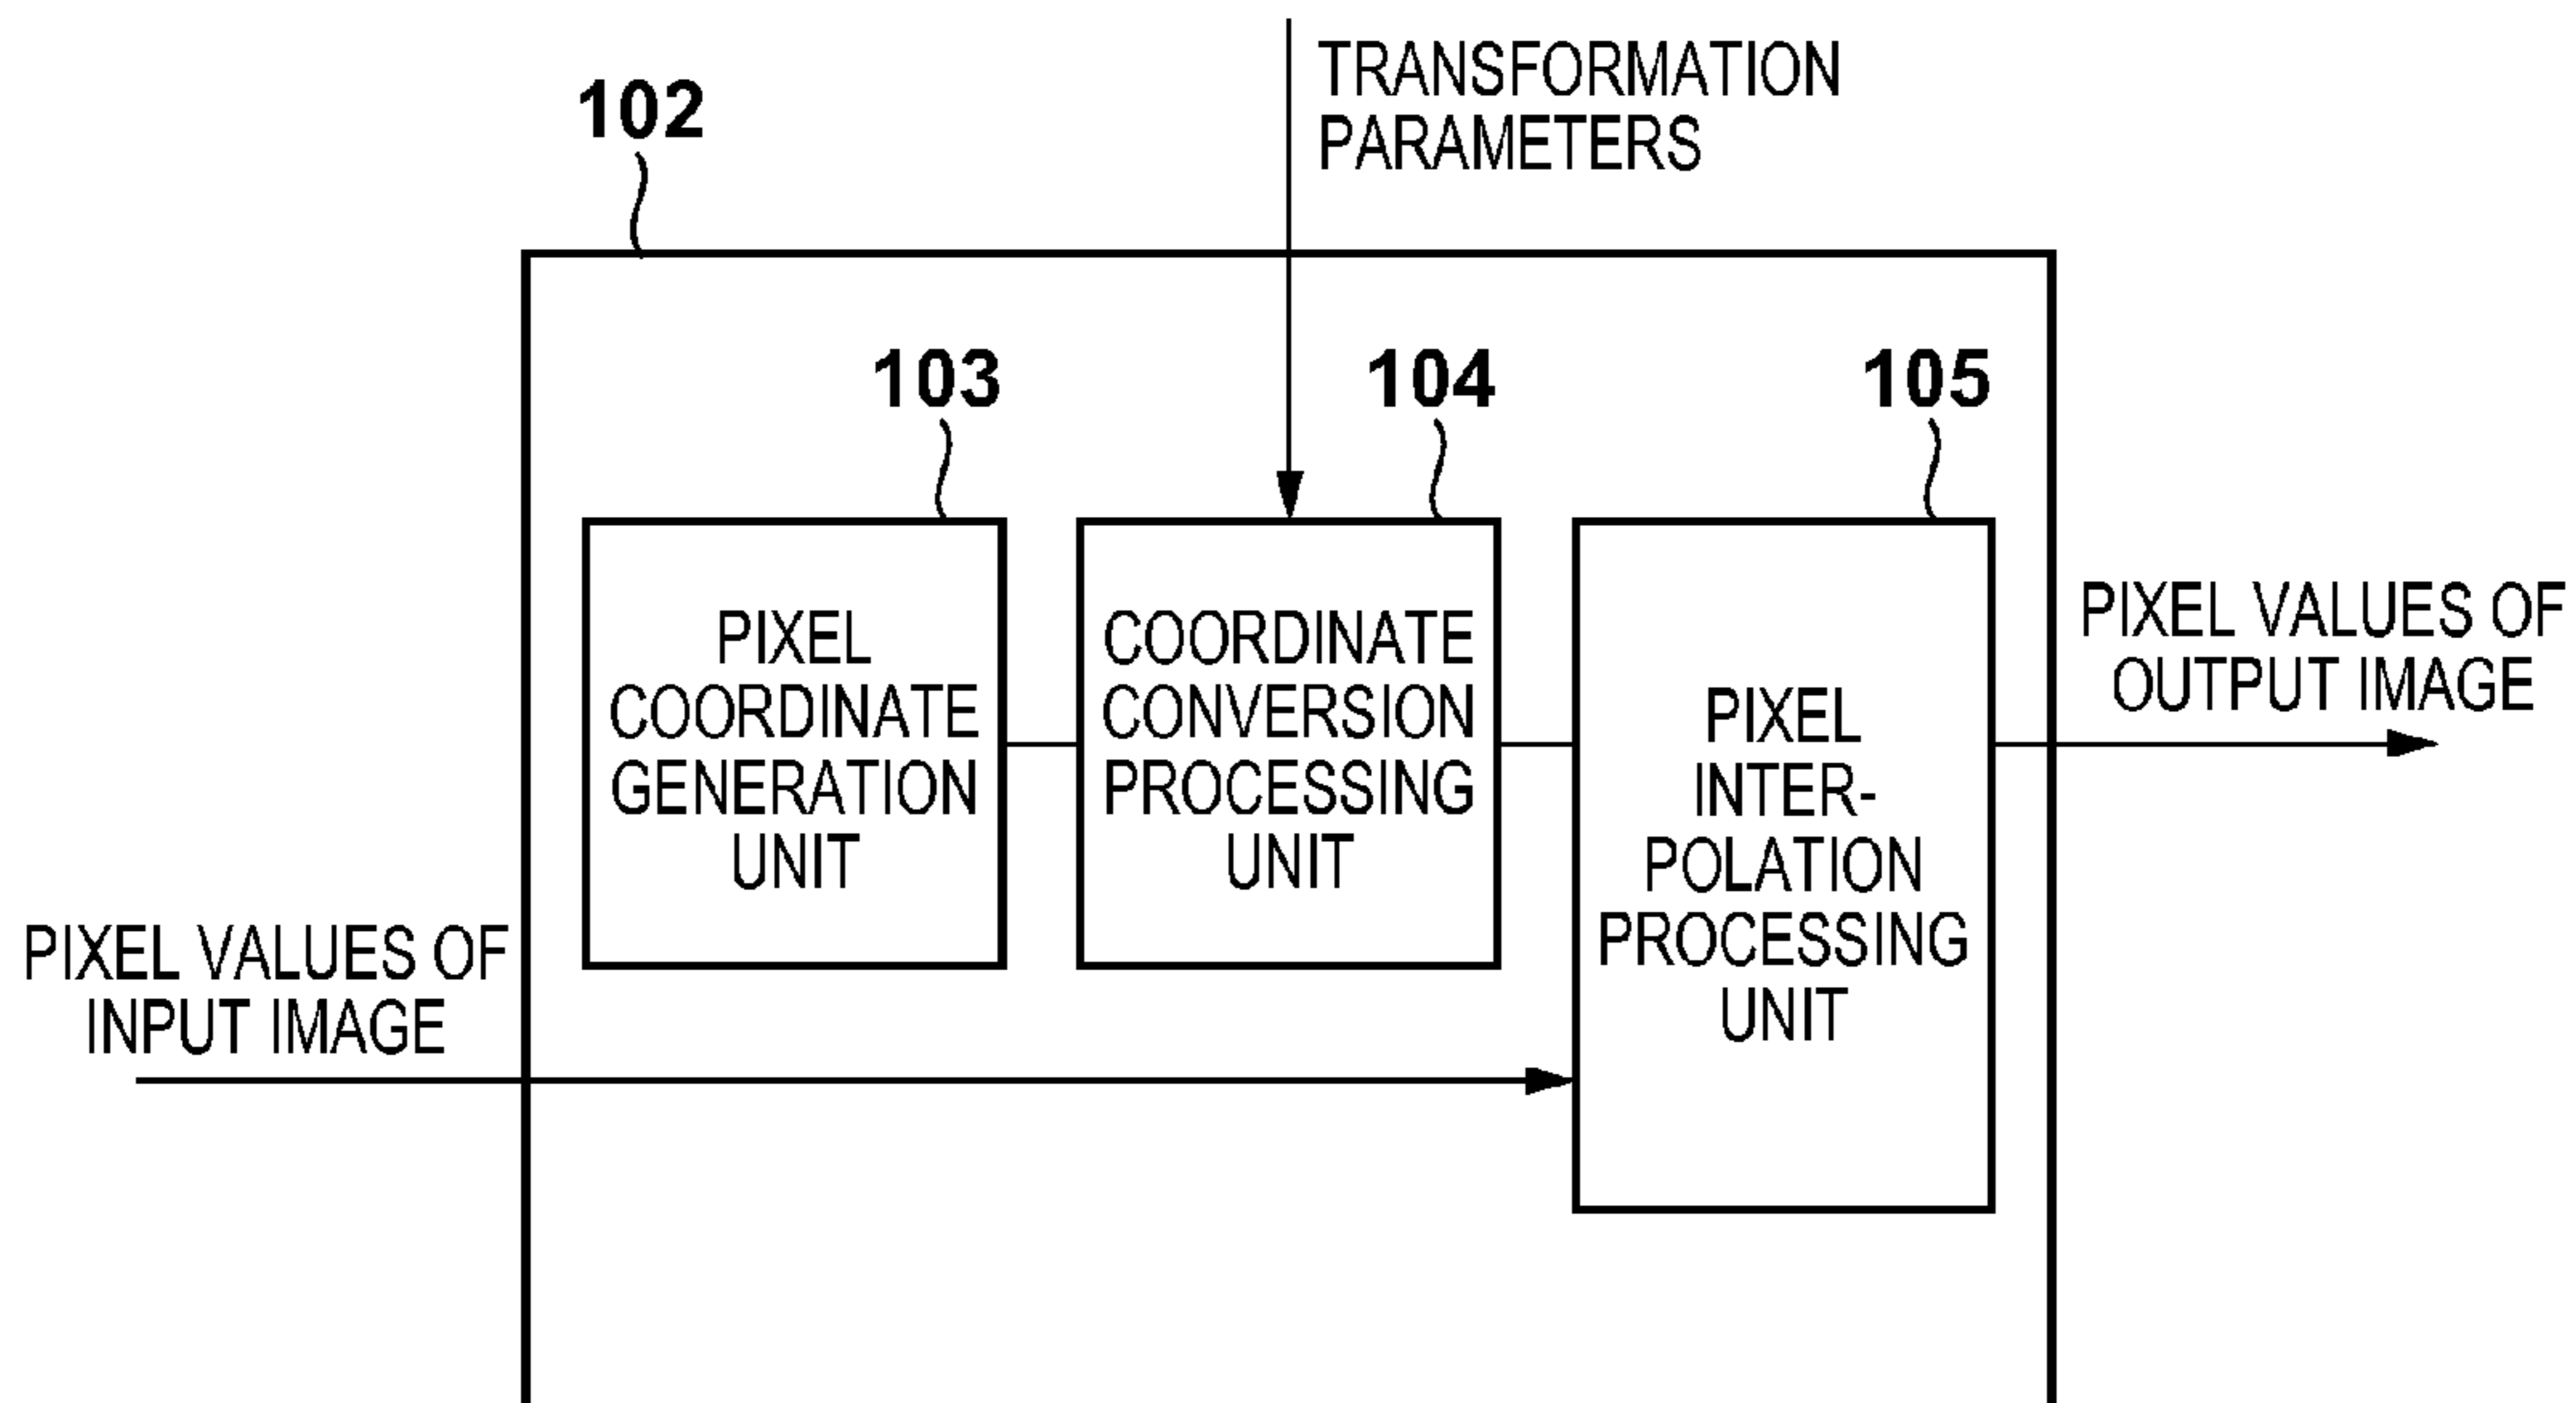 TRANSFORMATION
PARAMETERS
102
103
104
105
PIXEL
COORDINATE
GENERATION
UNIT
COORDINATE
CONVERSION
PROCESSING
UNIT
PIXEL
INTER-
POLATION
PROCESSING
UNIT
PIXEL VALUES OF
OUTPUT IMAGE
PIXEL VALUES OF
INPUT IMAGE